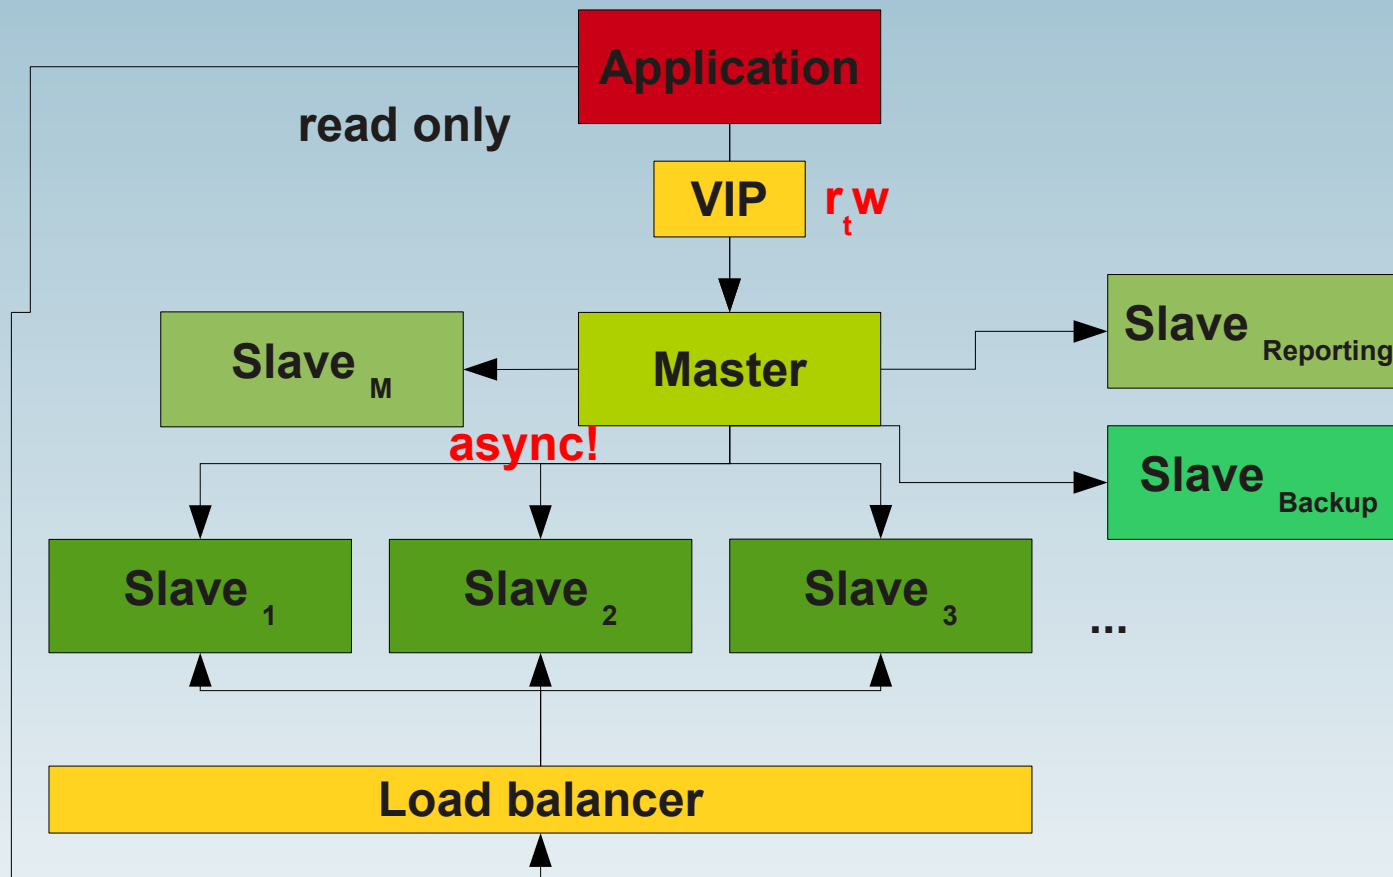 Application
read only
VIP
r_t w
Slave Reporting
Slave M
Master
async!
Slave Backup
Slave 1
Slave 2
Slave 3
...
Load balancer